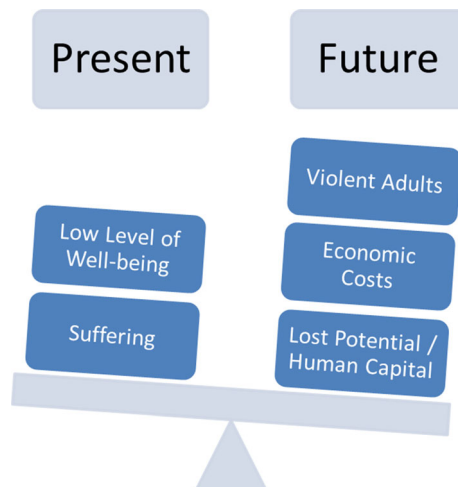 Present
Future
Low Level of
Well-being
Suffering
Violent Adults
Economic
Costs
Lost Potential /
Human Capital